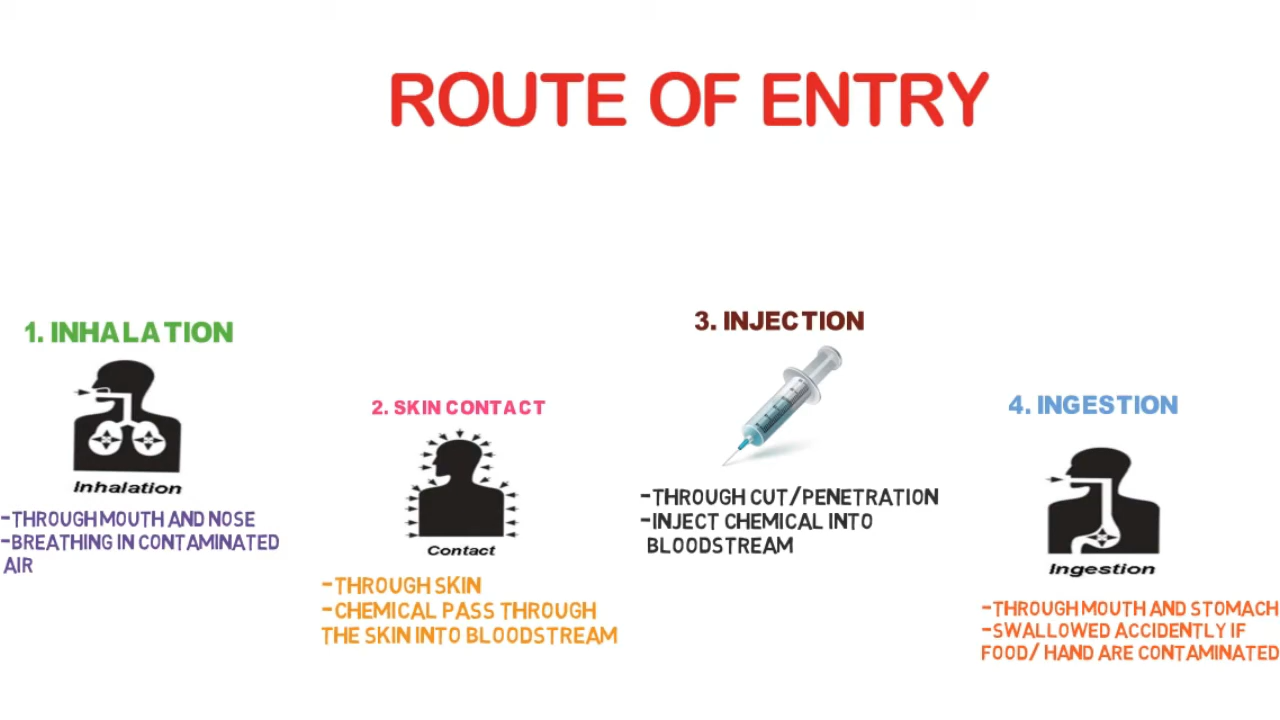 ROUTE OF ENTRY
1. INHALATION
Inhalation
-THROUGH MOUTH AND NOSE
-BREATHING IN CONTAMINATED
AIR
2. SKIN CONTACT
Contact
-THROUGH SKIN
-CHEMICAL PASS THROUGH
THE SKIN INTO BLOODSTREAM
3. INJECTION
-THROUGH CUT/PENETRATION
-INJECT CHEMICAL INTO
BLOODSTREAM
4. INGESTION
Ingestion
-THROUGH MOUTH AND STOMACH
-SWALLOWED ACCIDENTLY IF
FOOD/ HAND ARE CONTAMINATED